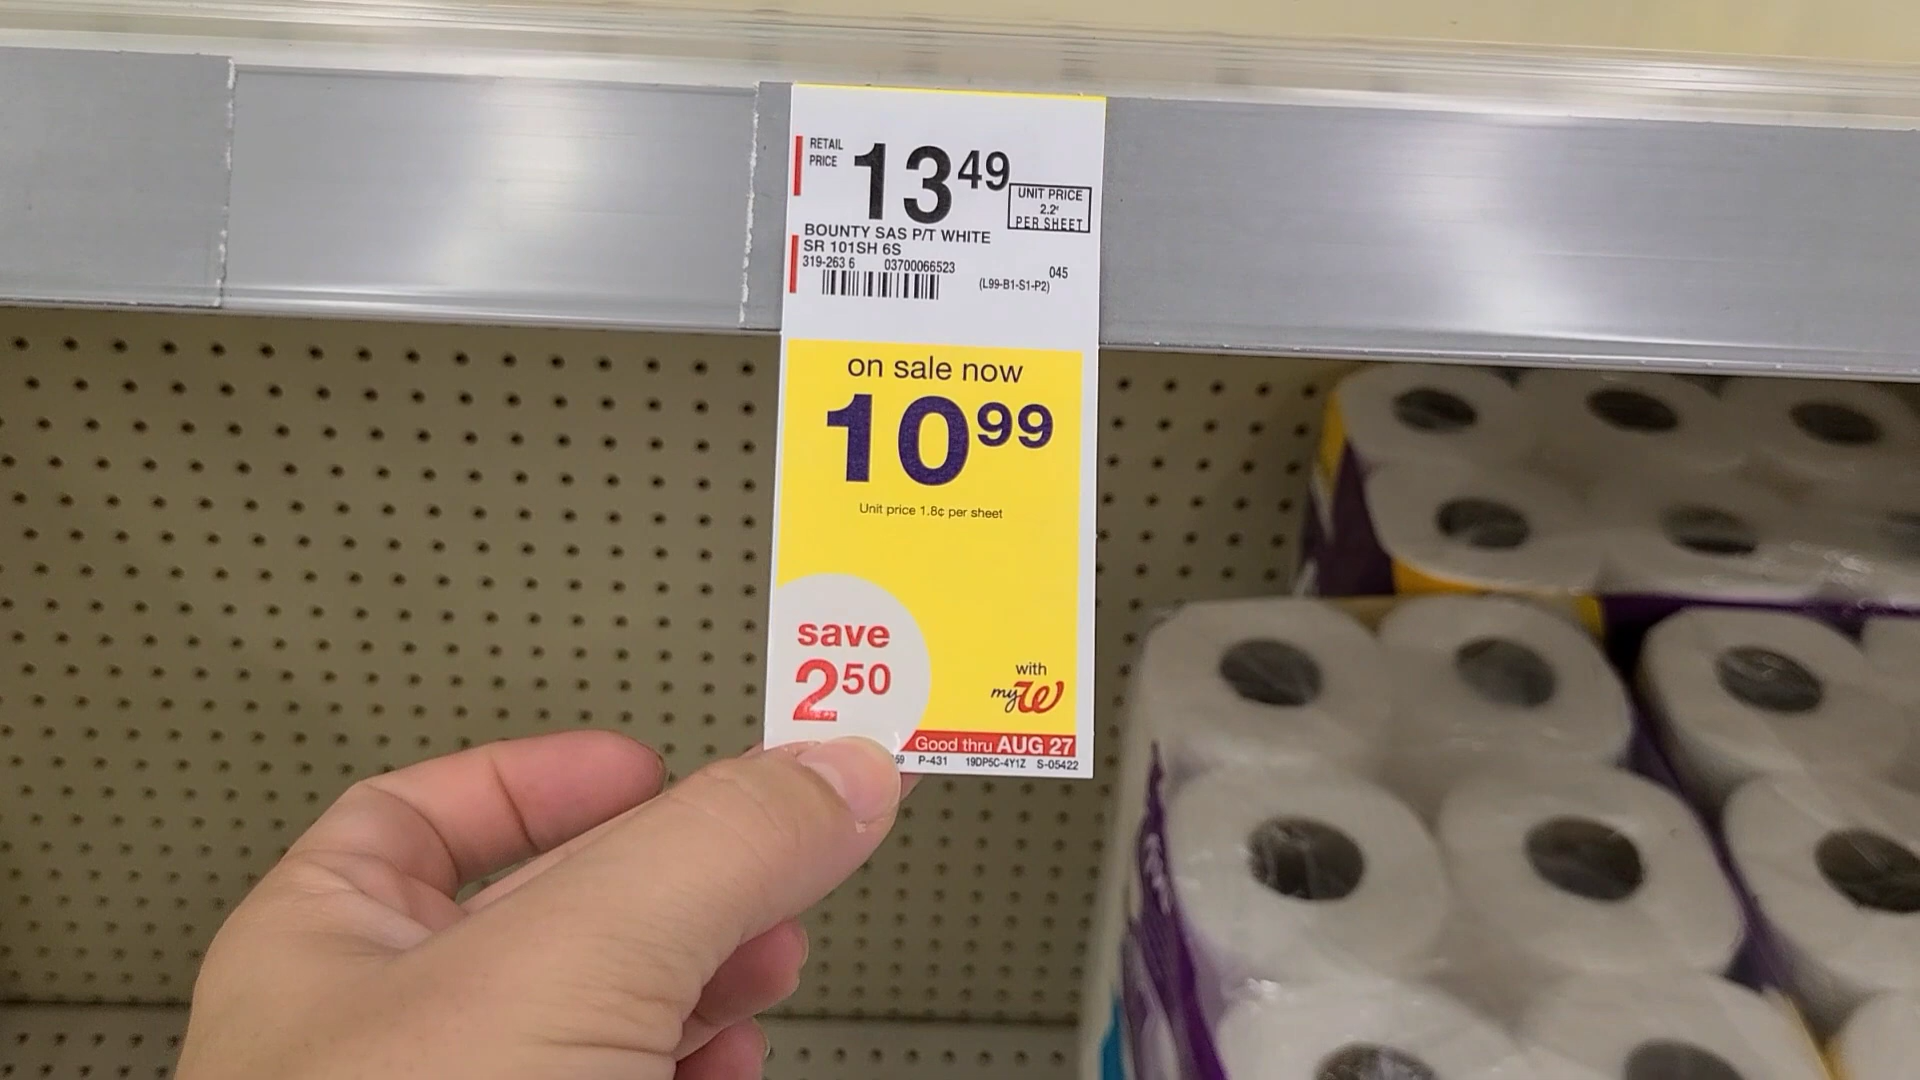 RETAIL
PRICE
13 49
UNIT PRICE
2.2¢
PER SHEET
BOUNTY SAS P/T WHITE
SR 101SH 6S
319-263 6 03700066523
045
(L99-B1-S1-P2)
on sale now
10 99
Unit price 1.8¢ per sheet
save
2 50
with
myW
Good thru AUG 27
59 P-431 19DP5C-4Y1Z S-05422